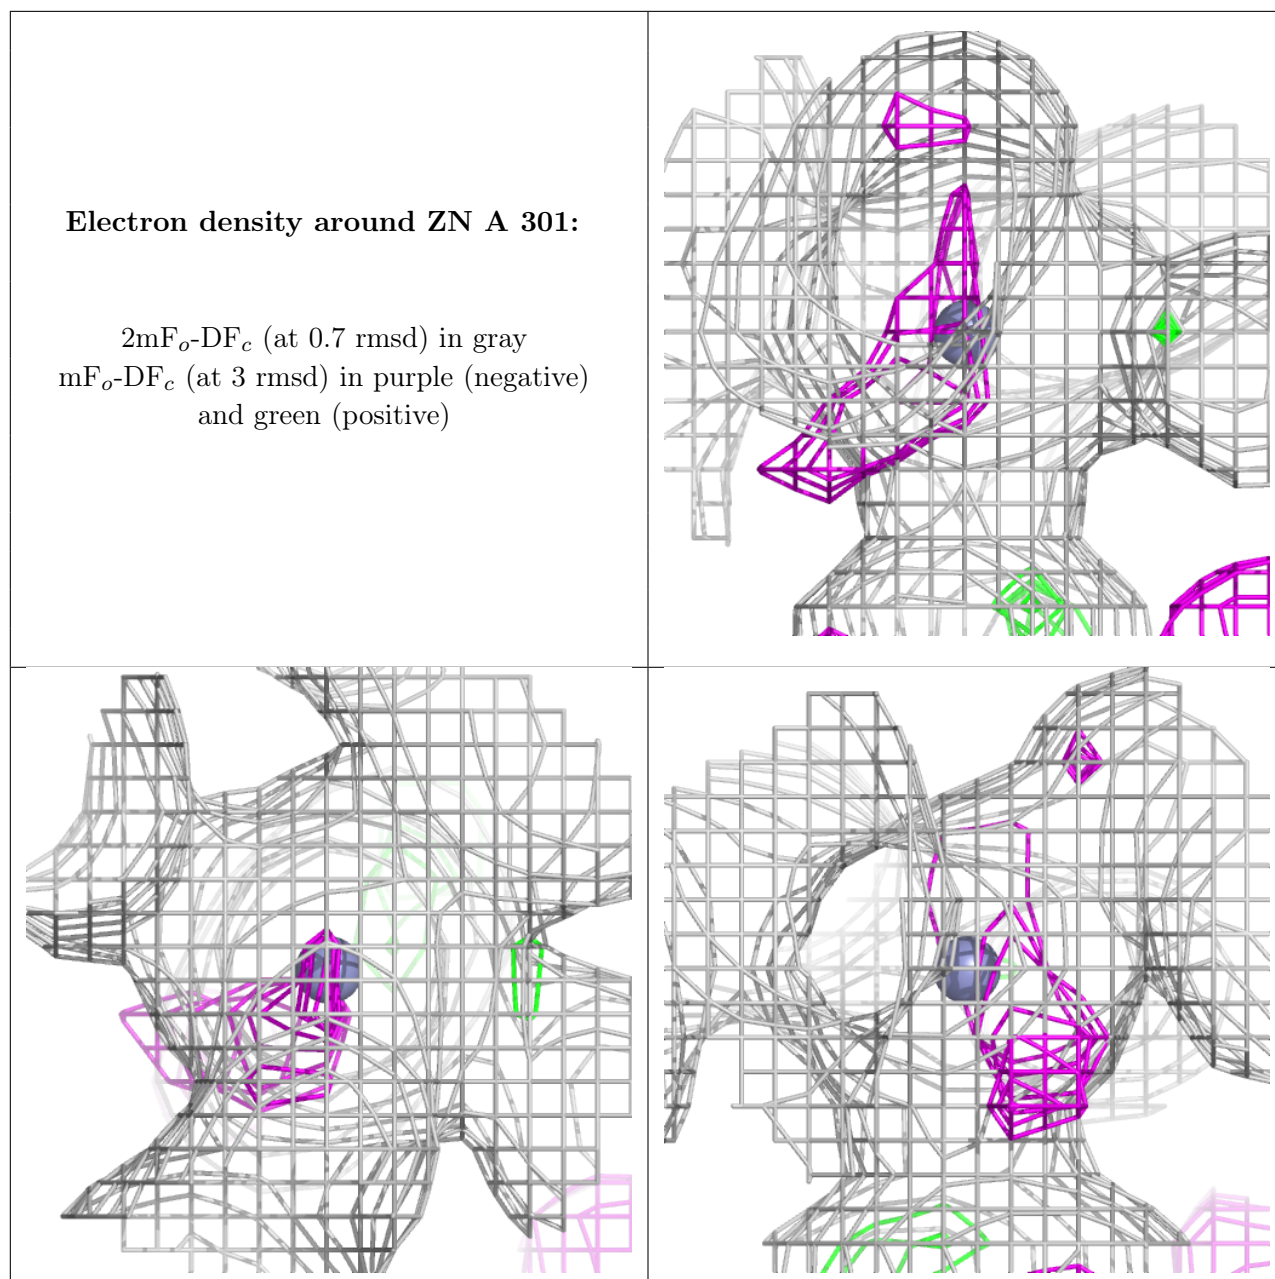 Electron density around ZN A 301:
2mFo-DFc (at 0.7 rmsd) in gray
mFo-DFc (at 3 rmsd) in purple (negative)
and green (positive)